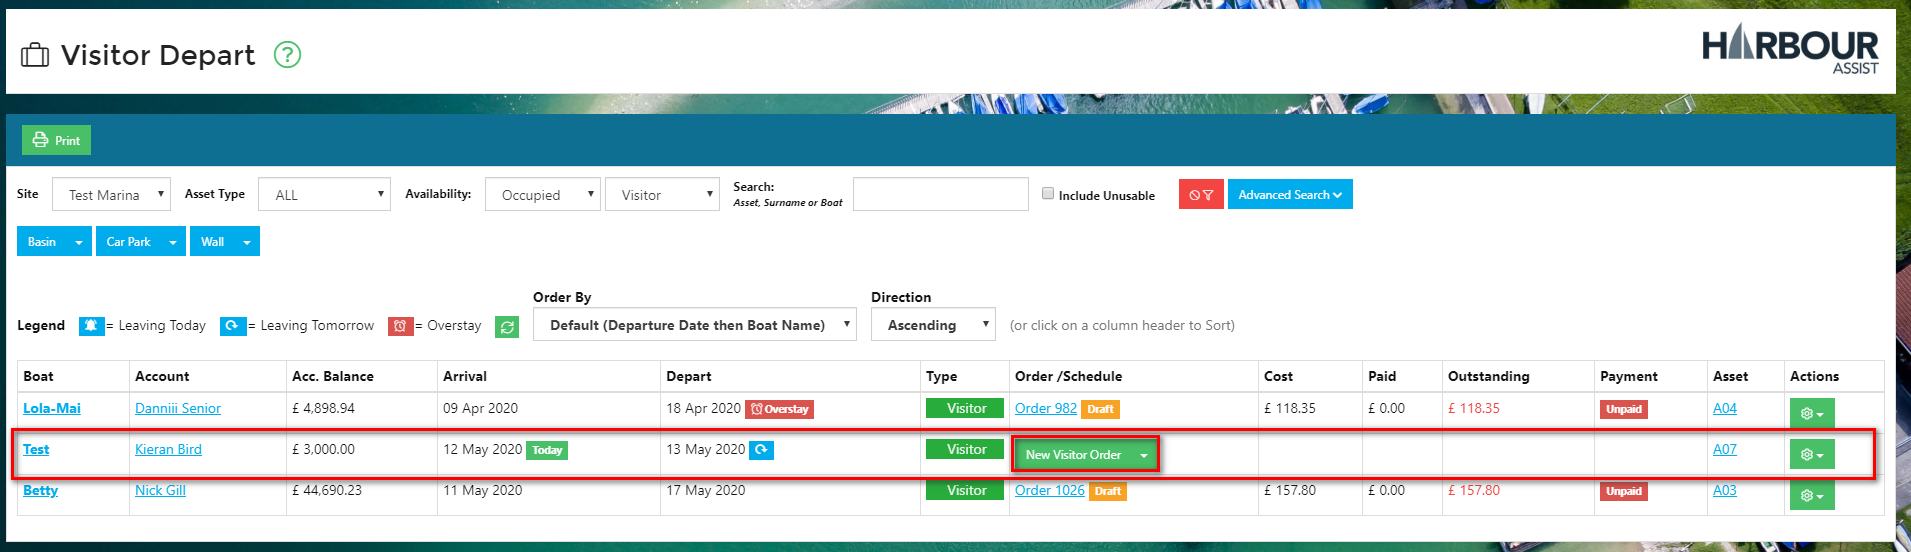 Visitor Depart ?
HARBOUR
ASSIST
Print
Site Test Marina Asset Type ALL Availability: Occupied Visitor Search: Include Unusable Advanced Search
Asset, Surname or Boat
Basin Car Park Wall
Order By Direction
Legend = Leaving Today = Leaving Tomorrow = Overstay Default (Departure Date then Boat Name) Ascending (or click on a column header to Sort)
Boat Account Acc. Balance Arrival Depart Type Order /Schedule Cost Paid Outstanding Payment Asset Actions
Lola-Mai Danniii Senior £ 4,898.94 09 Apr 2020 18 Apr 2020 Overstay Visitor Order 982 Draft £ 118.35 £ 0.00 £ 118.35 Unpaid A04
Test Kieran Bird £ 3,000.00 12 May 2020 Today 13 May 2020 Visitor New Visitor Order A07
Betty Nick Gill £ 44,690.23 11 May 2020 17 May 2020 Visitor Order 1026 Draft £ 157.80 £ 0.00 £ 157.80 Unpaid A03